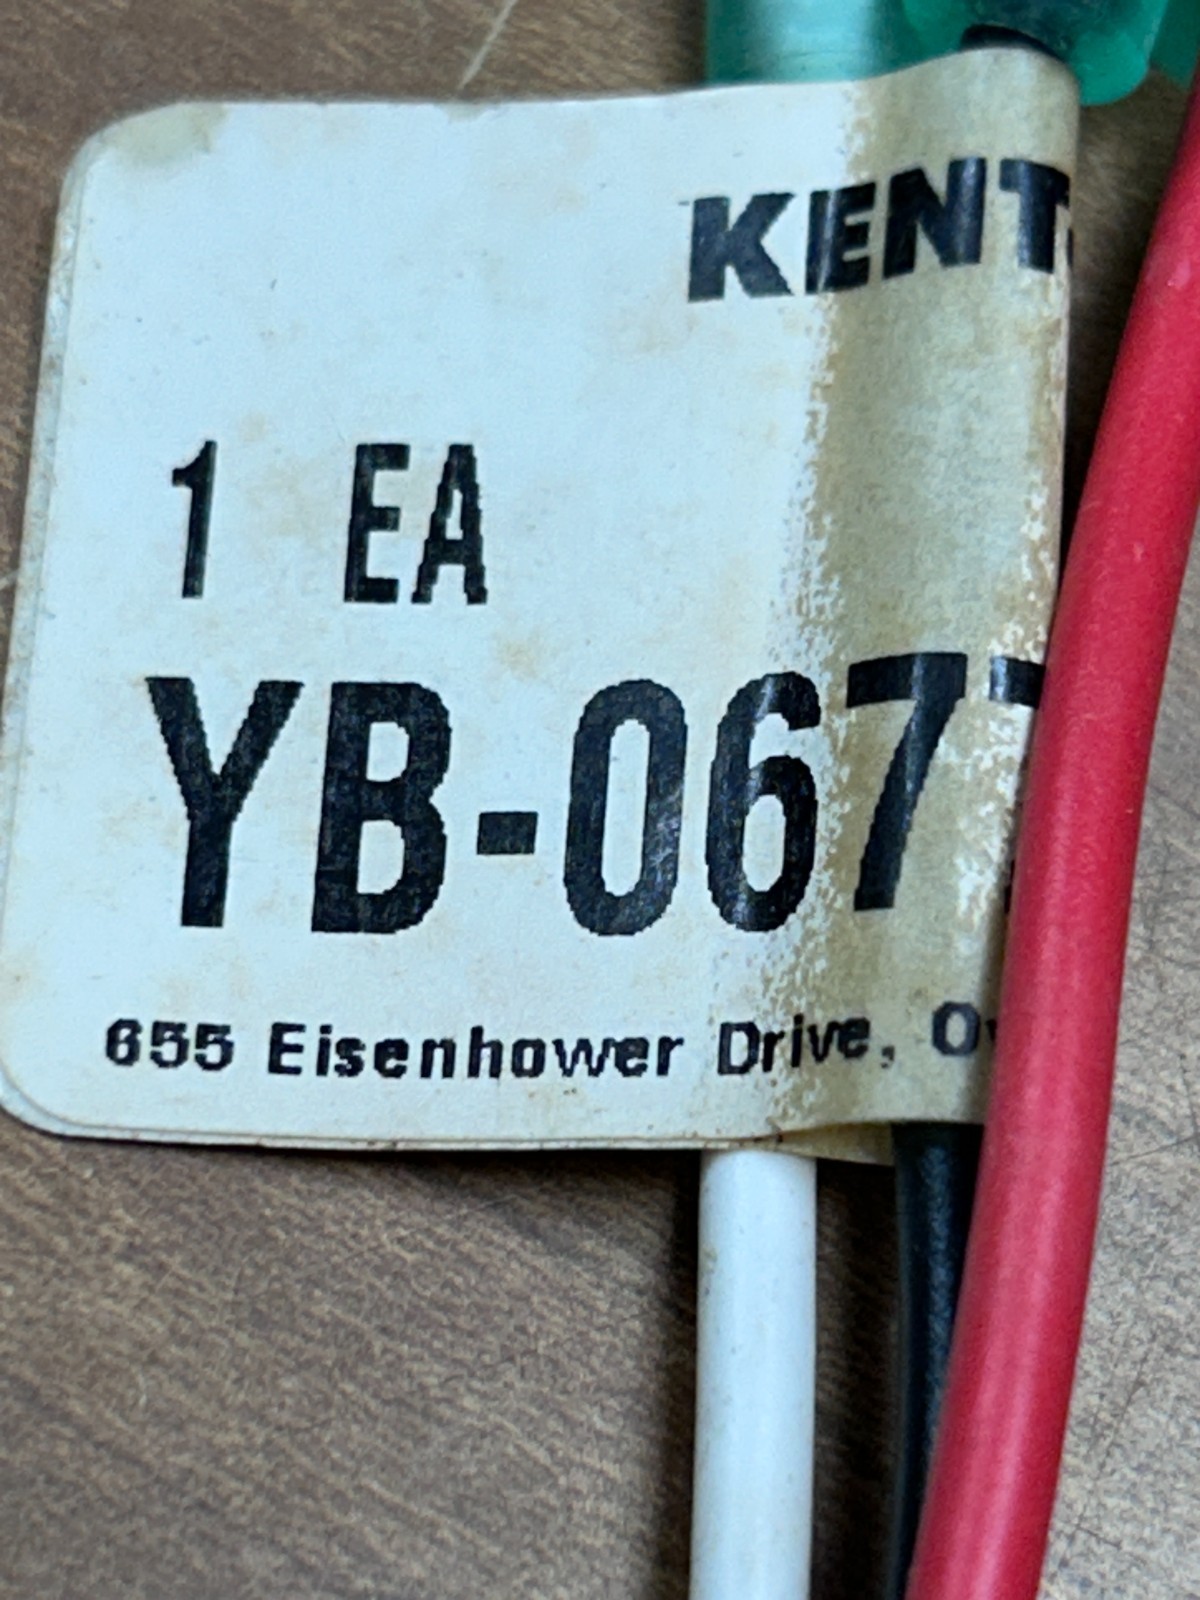 KENT
1 EA
YB-067
655 Eisenhower Drive,